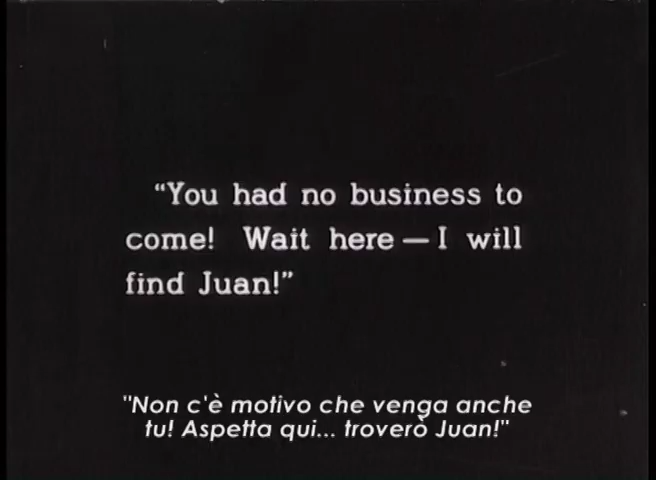 “You had no business to
come! Wait here — I will
find Juan!”
"Non c'è motivo che venga anche
tu! Aspetta qui... troverò Juan!"